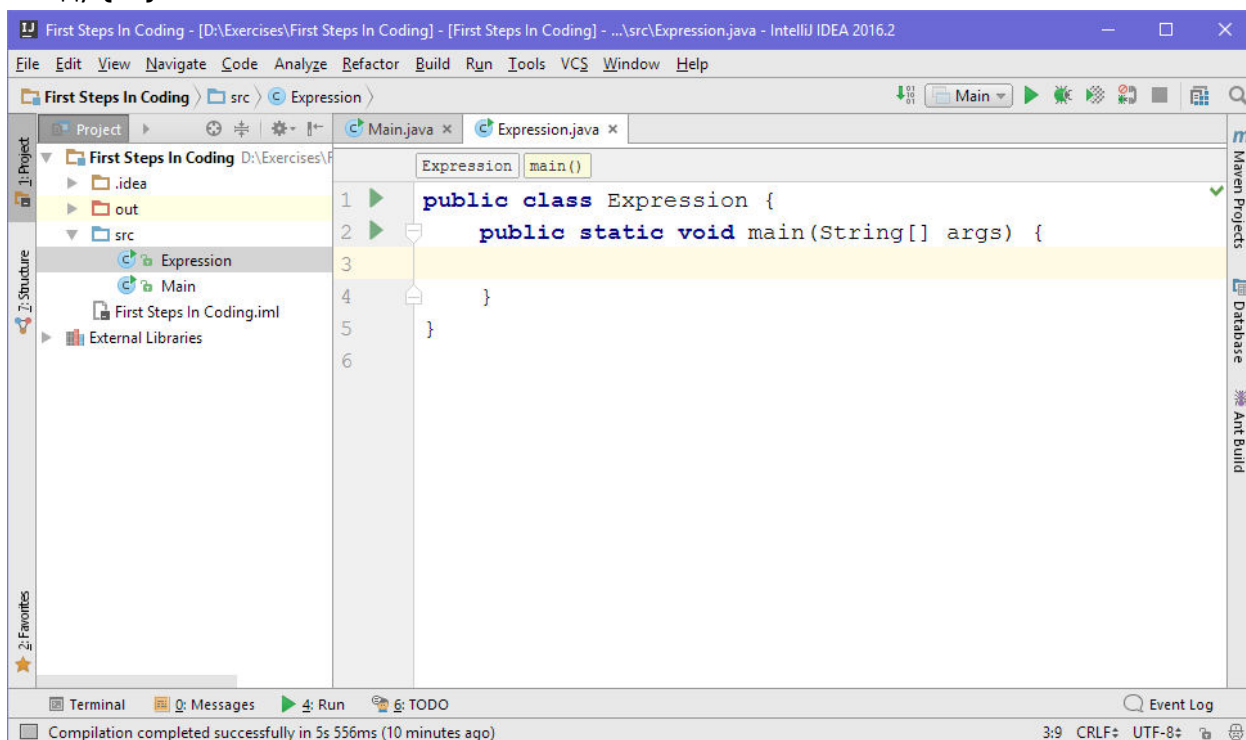 First Steps In Coding - [D:\Exercises\First Steps In Coding] - [First Steps In Coding] - ...\src\Expression.java - IntelliJ IDEA 2016.2
File Edit View Navigate Code Analyze Refactor Build Run Tools VCS Window Help
First Steps In Coding src Expression Main
Project Main.java × Expression.java ×
First Steps In Coding D:\Exercises\F
Expression main()
.idea
out
src
Expression
Main
First Steps In Coding.iml
External Libraries
1 public class Expression {
2 public static void main(String[] args) {
3
4 }
5 }
6
1: Project
7: Structure
2: Favorites
Maven Projects
Database
Ant Build
Terminal 0: Messages 4: Run 6: TODO Event Log
Compilation completed successfully in 5s 556ms (10 minutes ago) 3:9 CRLF UTF-8